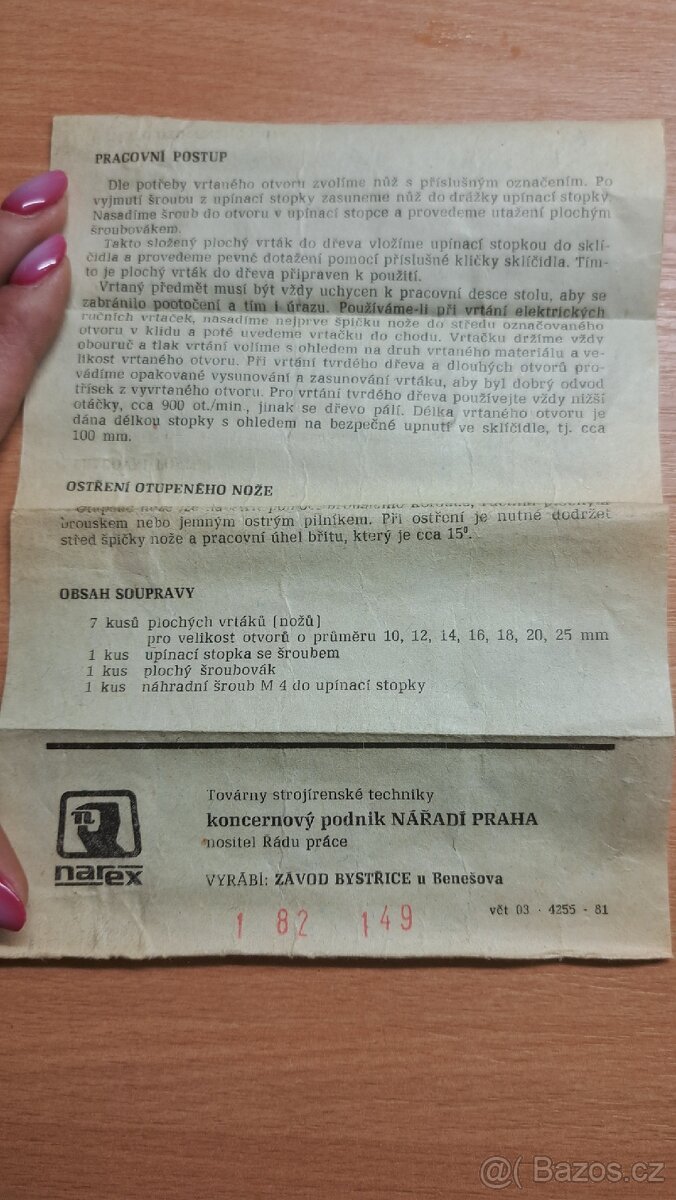 PRACOVNÍ POSTUP
Dle potřeby vrtaného otvoru zvolíme nůž s příslušným označením. Po
vyjmutí šroubu z upínací stopky zasuneme nůž do drážky upínací stopky.
Nasadíme šroub do otvoru v upínací stopce a provedeme utažení plochým
šroubovákem.
Takto složený plochý vrták do dřeva vložíme upínací stopkou do sklí-
čidla a provedeme pevné dotažení pomocí příslušné kličky sklíčidla. Tím-
to je plochý vrták do dřeva připraven k použití.
Vrtaný předmět musí být vždy uchycen k pracovní desce stolu, aby se
zabránilo pootočení a tím i úrazu. Používáme-li při vrtání elektrických
ručních vrtaček, nasadíme nejprve špičku nože do středu označovaného
otvoru v klidu a poté uvedeme vrtačku do chodu. Vrtačku držíme vždy
obouruč a tlak vrtání volíme s ohledem na druh vrtaného materiálu a ve-
likost vrtaného otvoru. Při vrtání tvrdého dřeva a dlouhých otvorů pro-
vádíme opakované vysunování a zasunování vrtáku, aby byl dobrý odvod
třísek z vyvrtaného otvoru. Pro vrtání tvrdého dřeva používejte vždy nižší
otáčky, cca 900 ot./min., jinak se dřevo pálí. Délka vrtaného otvoru je
dána délkou stopky s ohledem na bezpečné upnutí ve sklíčidle, tj. cca
100 mm.
OSTŘENÍ OTUPENÉHO NOŽE
brouskem nebo jemným ostrým pilníkem. Při ostření je nutné dodržet
střed špičky nože a pracovní úhel břitu, který je cca 15°.
OBSAH SOUPRAVY
7 kusů plochých vrtáků (nožů)
pro velikost otvorů o průměru 10, 12, 14, 16, 18, 20, 25 mm
1 kus upínací stopka se šroubem
1 kus plochý šroubovák
1 kus náhradní šroub M 4 do upínací stopky
Továrny strojírenské techniky
koncernový podnik NÁŘADÍ PRAHA
nositel Řádu práce
narex
VYRÁBÍ: ZÁVOD BYSTŘICE u Benešova
včt 03 - 4255 - 81
1 82 149
@( Bazos.cz